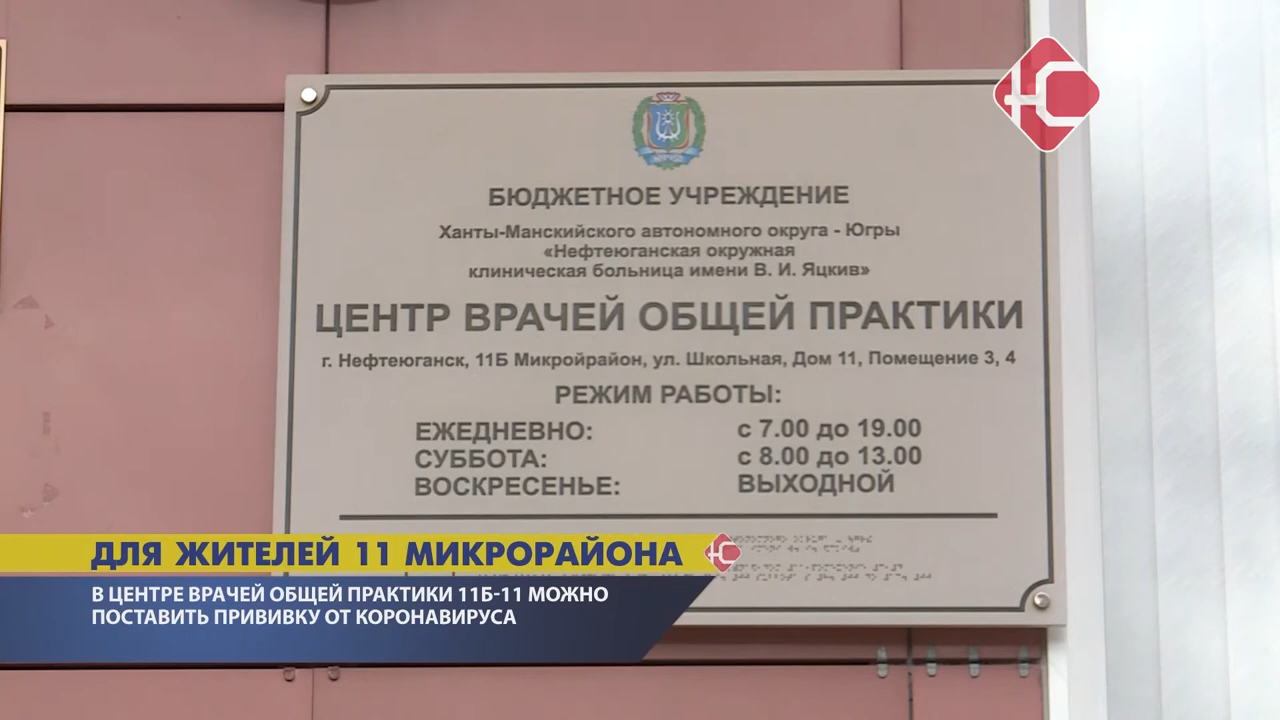 ЮС
БЮДЖЕТНОЕ УЧРЕЖДЕНИЕ
Ханты-Манскийского автономного округа - Югры
«Нефтеюганская окружная
клиническая больница имени В. И. Яцкив»
ЦЕНТР ВРАЧЕЙ ОБЩЕЙ ПРАКТИКИ
г. Нефтеюганск, 11Б Микройрайон, ул. Школьная, Дом 11, Помещение 3, 4
РЕЖИМ РАБОТЫ:
ЕЖЕДНЕВНО: с 7.00 до 19.00
СУББОТА: с 8.00 до 13.00
ВОСКРЕСЕНЬЕ: ВЫХОДНОЙ
ДЛЯ ЖИТЕЛЕЙ 11 МИКРОРАЙОНА
В ЦЕНТРЕ ВРАЧЕЙ ОБЩЕЙ ПРАКТИКИ 11Б-11 МОЖНО
ПОСТАВИТЬ ПРИВИВКУ ОТ КОРОНАВИРУСА